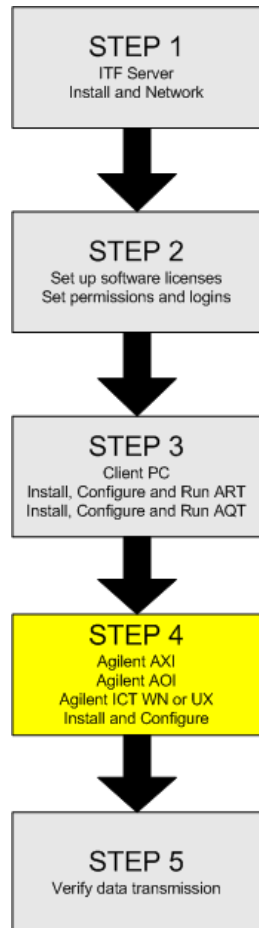 STEP 1
ITF Server
Install and Network
STEP 2
Set up software licenses
Set permissions and logins
STEP 3
Client PC
Install, Configure and Run ART
Install, Configure and Run AQT
STEP 4
Agilent AXI
Agilent AOI
Agilent ICT WN or UX
Install and Configure
STEP 5
Verify data transmission